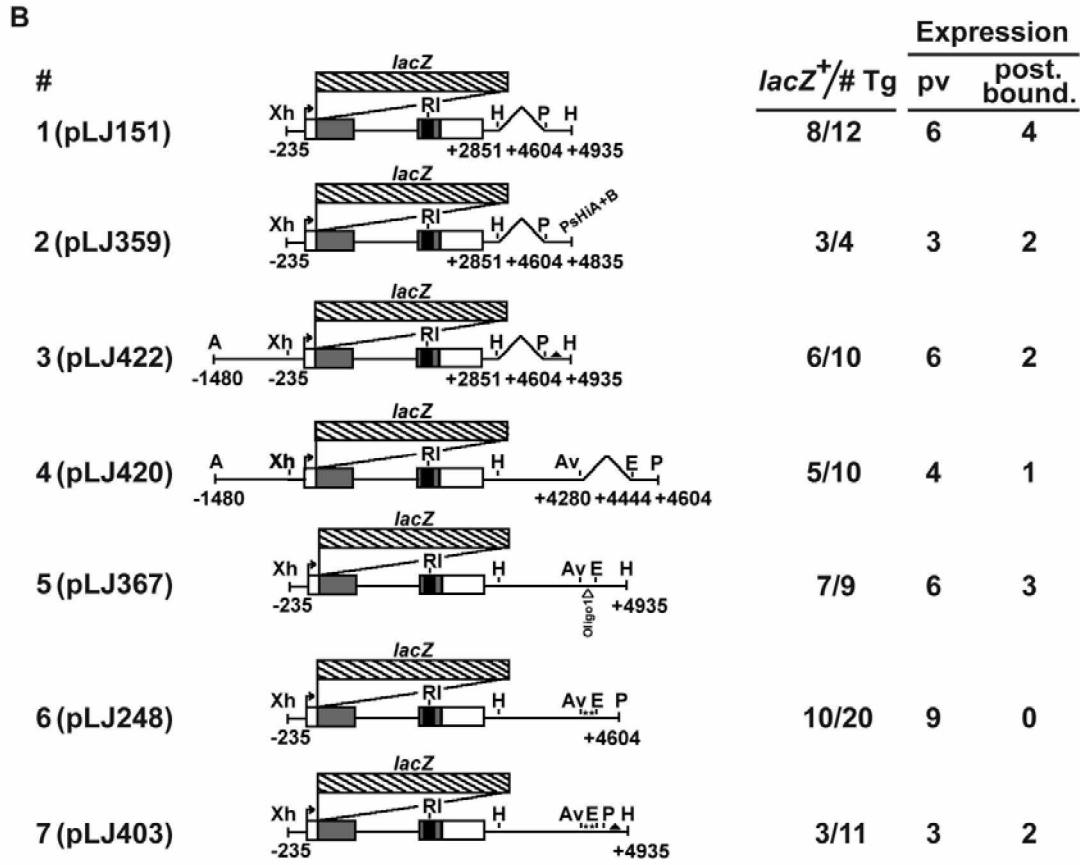 B
Expression
# lacZ+/# Tg pv post. bound.
lacZ
Xh RI H P H
1 (pLJ151) 8/12 6 4
-235 +2851 +4604 +4935
lacZ
Xh RI H P PsHiA+B
2 (pLJ359) 3/4 3 2
-235 +2851 +4604 +4835
lacZ
A Xh RI H P H
3 (pLJ422) 6/10 6 2
-1480 -235 +2851 +4604 +4935
lacZ
A Xh RI H Av E P
4 (pLJ420) 5/10 4 1
-1480 +4280 +4444 +4604
lacZ
Xh RI H Av E H
5 (pLJ367) 7/9 6 3
-235 Oligo1 +4935
lacZ
Xh RI H Av E P
6 (pLJ248) 10/20 9 0
-235 +4604
lacZ
Xh RI H Av E P H
7 (pLJ403) 3/11 3 2
-235 +4935